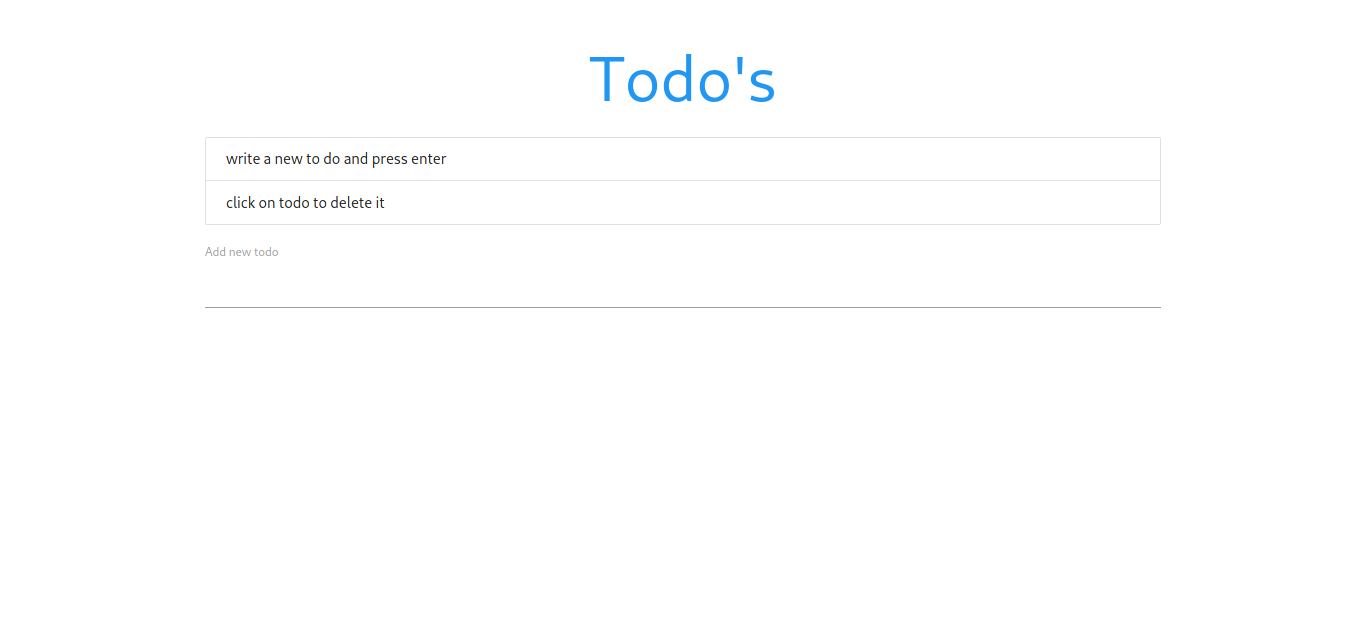 Todo's
write a new to do and press enter
click on todo to delete it
Add new todo